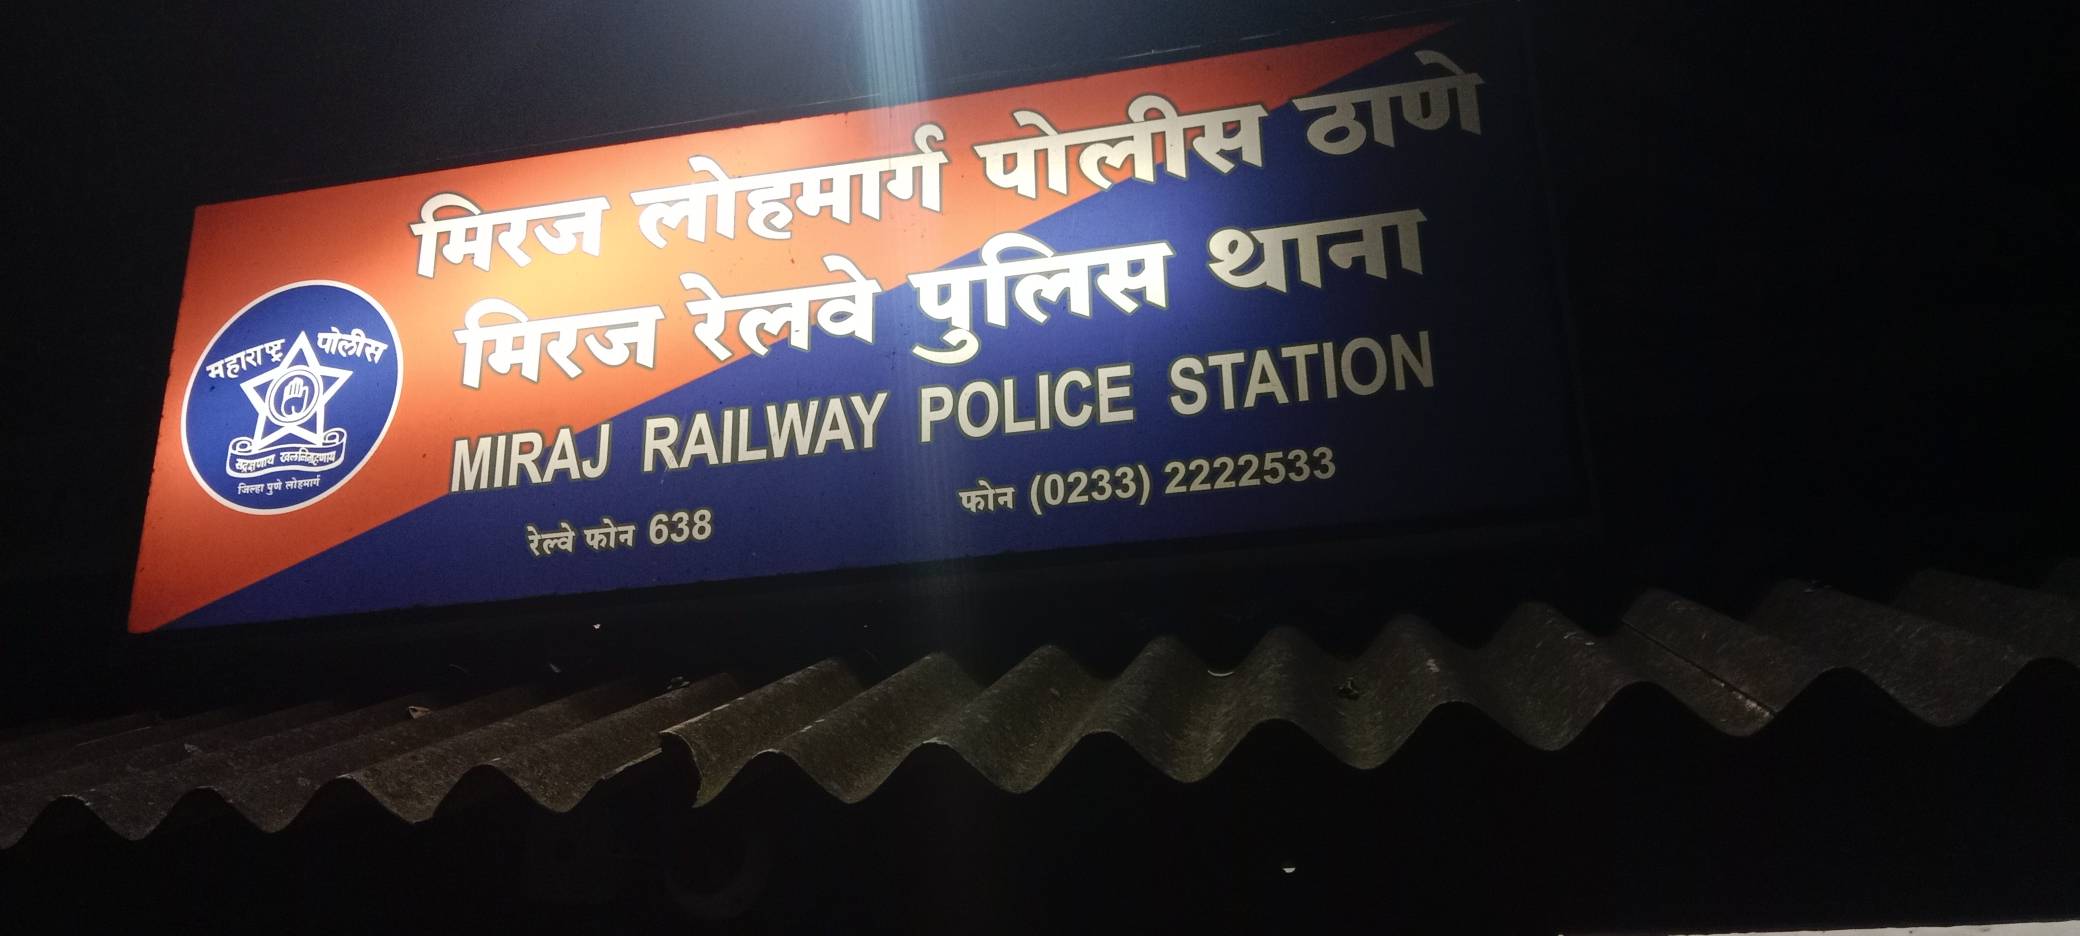 मिरज लोहमार्ग पोलीस ठाणे
मिरज रेलवे पुलिस थाना
MIRAJ RAILWAY POLICE STATION
रेल्वे फोन 638
फोन (0233) 2222533
महाराष्ट्र पोलीस
सद्रक्षणाय खलनिग्रहणाय
जिल्हा पुणे लोहमार्ग